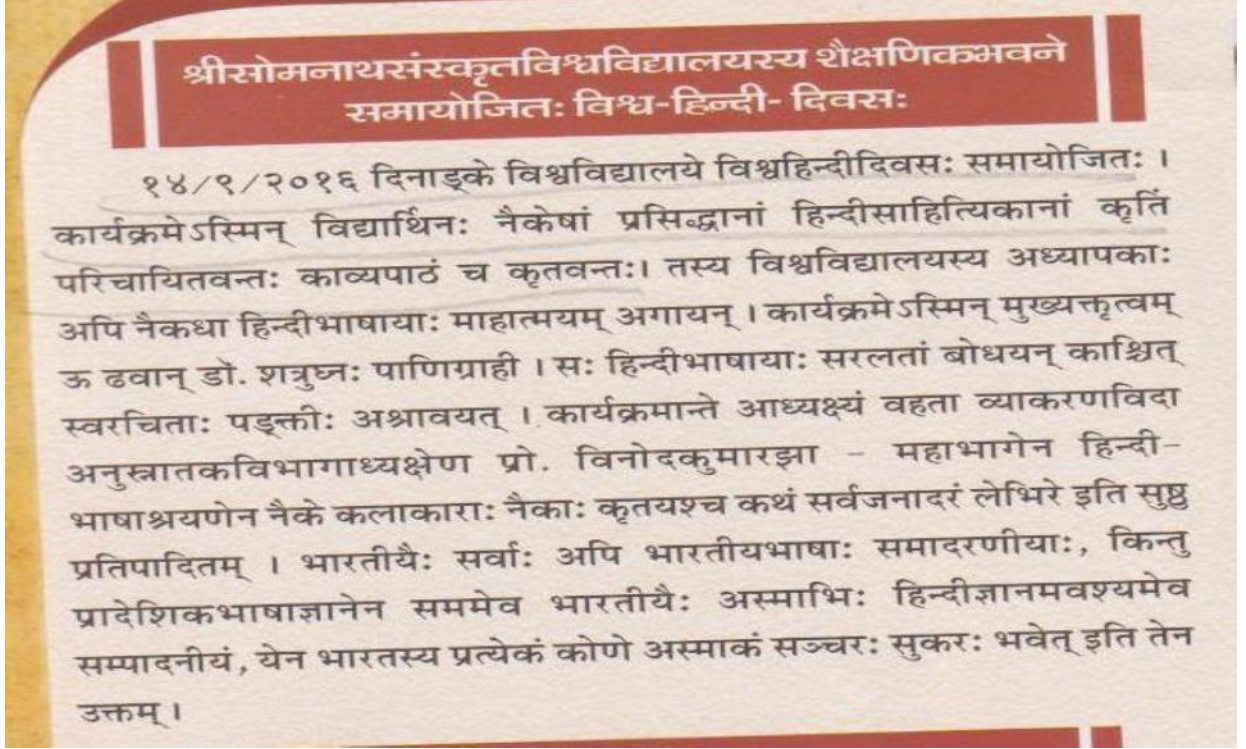 श्रीसोमनाथसंस्कृतविश्वविद्यालयस्य शैक्षणिकभवने
समायोजितः विश्व-हिन्दी- दिवसः
१४/९/२०१६ दिनाङ्के विश्वविद्यालये विश्वहिन्दीदिवसः समायोजितः ।
कार्यक्रमेऽस्मिन् विद्यार्थिनः नैकेषां प्रसिद्धानां हिन्दीसाहित्यिकानां कृतिं
परिचायितवन्तः काव्यपाठं च कृतवन्तः। तस्य विश्वविद्यालयस्य अध्यापकाः
अपि नैकधा हिन्दीभाषायाः माहात्मयम् अगायन् । कार्यक्रमेऽस्मिन् मुख्यक्तृत्वम्
ऊ ढवान् डॉ. शत्रुघ्नः पाणिग्राही । सः हिन्दीभाषायाः सरलतां बोधयन् काश्चित्
स्वरचिताः पङ्क्तीः अश्रावयत् । कार्यक्रमान्ते आध्यक्ष्यं वहता व्याकरणविदा
अनुस्नातकविभागाध्यक्षेण प्रो. विनोदकुमारझा - महाभागेन हिन्दी-
भाषाश्रयणेन नैके कलाकाराः नैकाः कृतयश्च कथं सर्वजनादरं लेभिरे इति सुष्ठु
प्रतिपादितम् । भारतीयैः सर्वाः अपि भारतीयभाषाः समादरणीयाः, किन्तु
प्रादेशिकभाषाज्ञानेन सममेव भारतीयैः अस्माभिः हिन्दीज्ञानमवश्यमेव
सम्पादनीयं, येन भारतस्य प्रत्येकं कोणे अस्माकं सञ्चरः सुकरः भवेत् इति तेन
उक्तम् ।